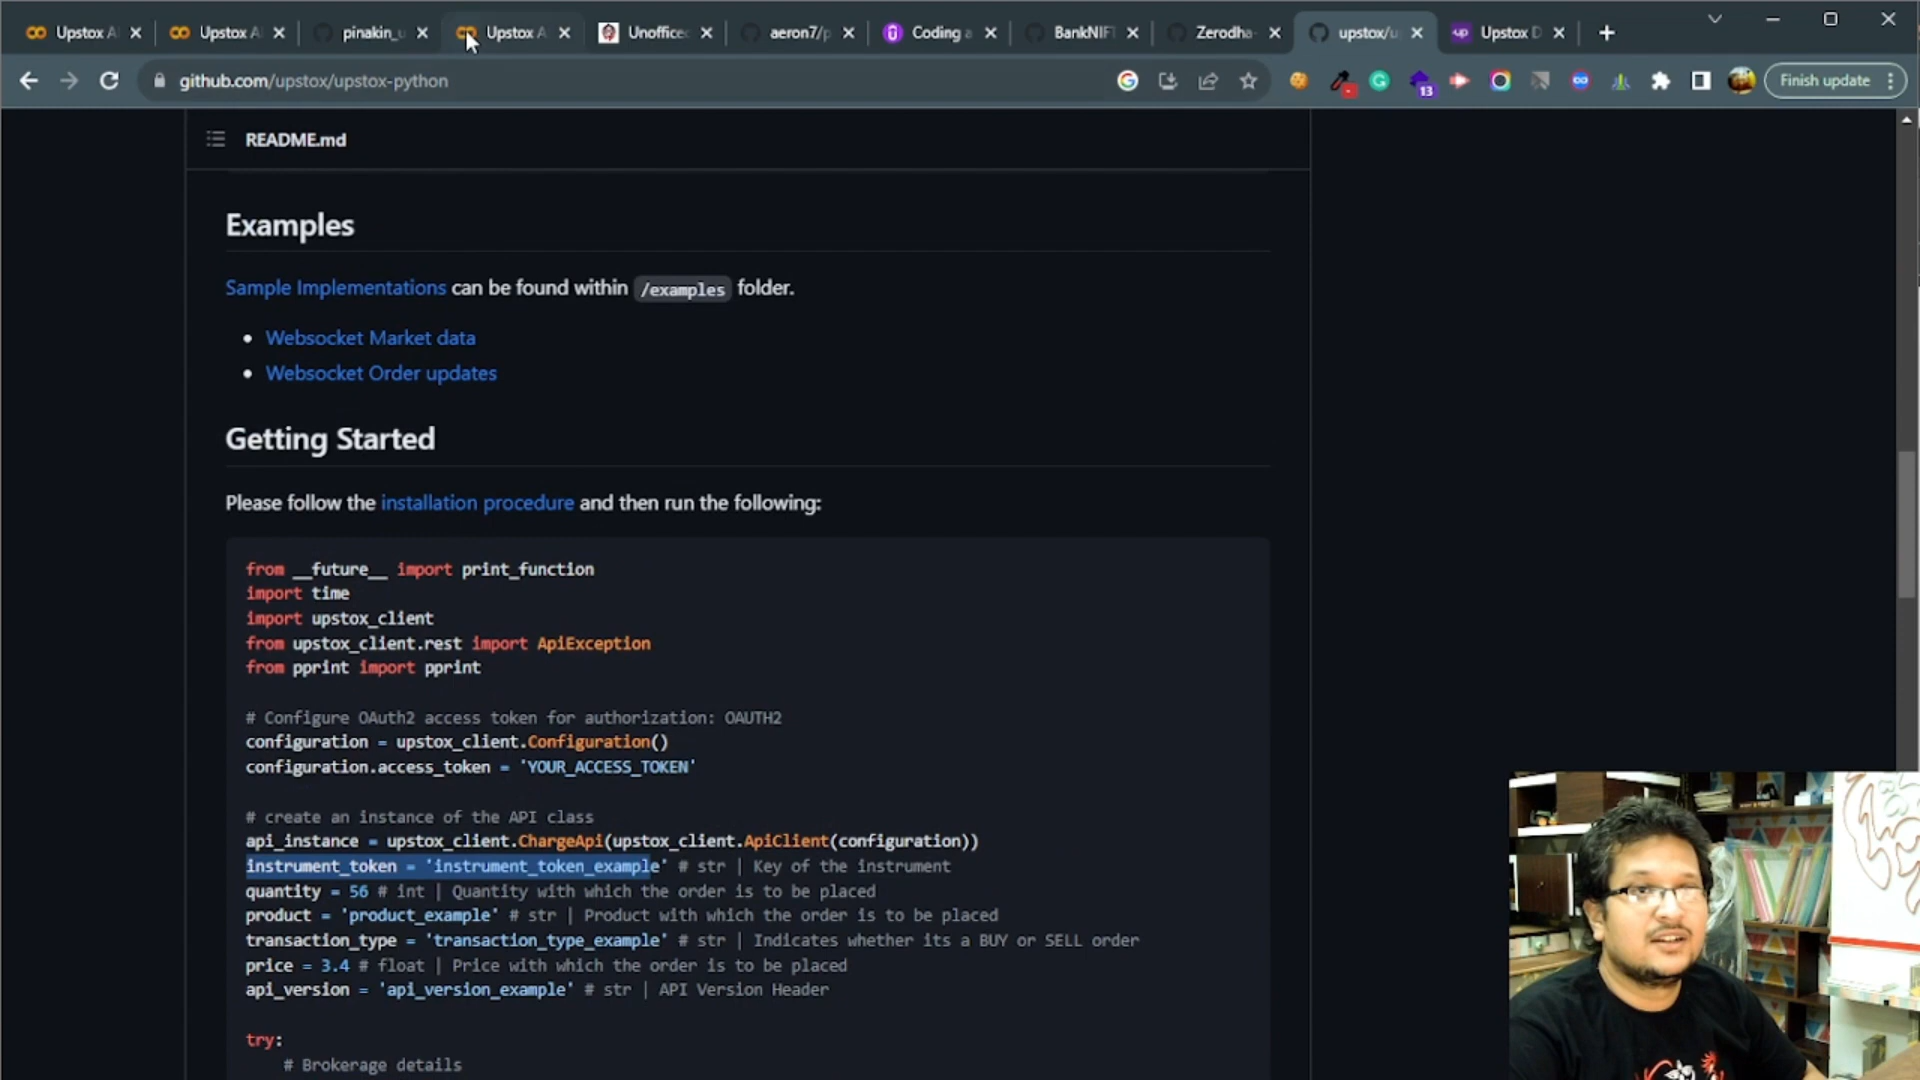 Upstox A
Upstox A
pinakin_u
Upstox A
Unofficed
aeron7/p
Coding a
BankNIFT
Zerodha-
upstox/u
Upstox D
github.com/upstox/upstox-python
13
Finish update
README.md
Examples
Sample Implementations can be found within /examples folder.
• Websocket Market data
• Websocket Order updates
Getting Started
Please follow the installation procedure and then run the following:
from __future__ import print_function
import time
import upstox_client
from upstox_client.rest import ApiException
from pprint import pprint
# Configure OAuth2 access token for authorization: OAUTH2
configuration = upstox_client.Configuration()
configuration.access_token = 'YOUR_ACCESS_TOKEN'
# create an instance of the API class
api_instance = upstox_client.ChargeApi(upstox_client.ApiClient(configuration))
instrument_token = 'instrument_token_example' # str | Key of the instrument
quantity = 56 # int | Quantity with which the order is to be placed
product = 'product_example' # str | Product with which the order is to be placed
transaction_type = 'transaction_type_example' # str | Indicates whether its a BUY or SELL order
price = 3.4 # float | Price with which the order is to be placed
api_version = 'api_version_example' # str | API Version Header
try:
# Brokerage details